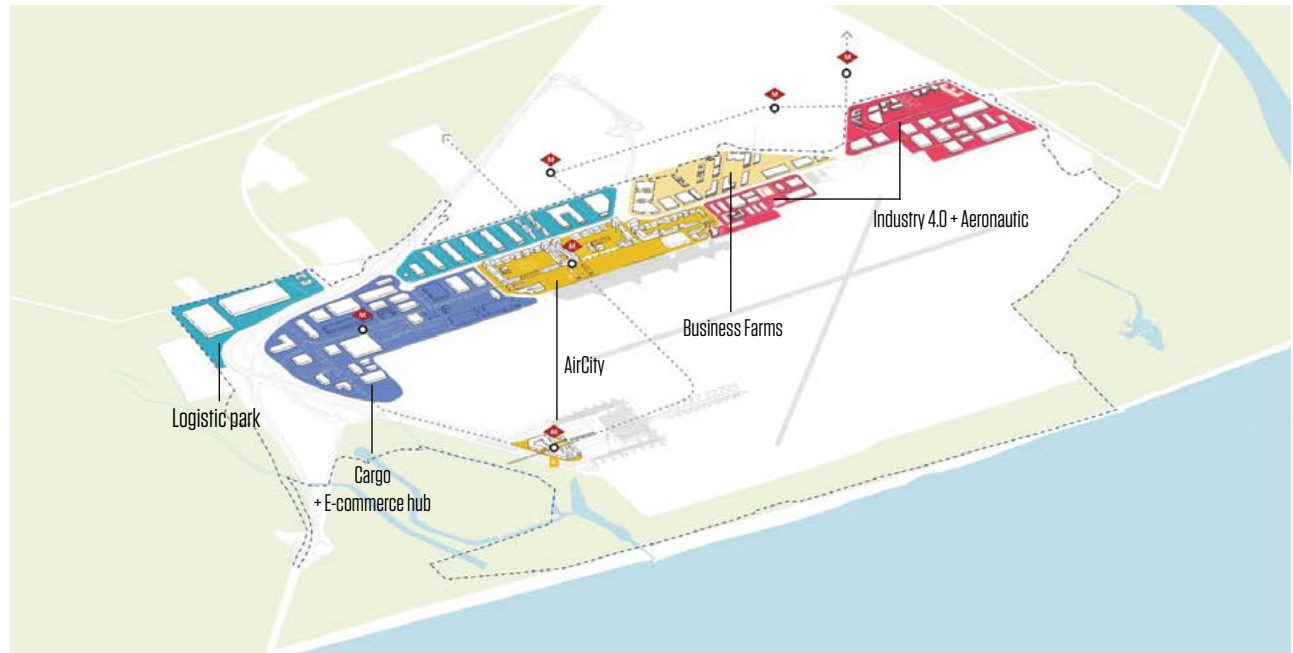 M
M
M
M
M
Industry 4.0 + Aeronautic
M
Business Farms
AirCity
Logistic park
M
Cargo
+ E-commerce hub